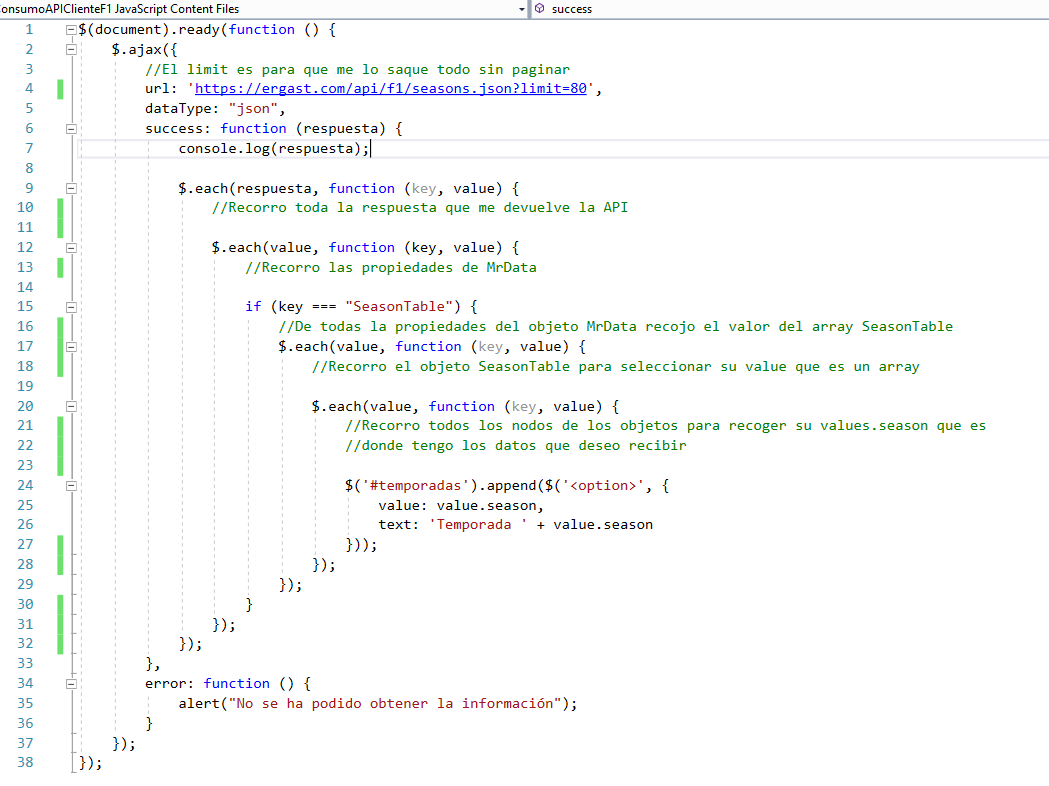 onsumoAPIClienteF1 JavaScript Content Files
success
1 $(document).ready(function () {
2 $.ajax({
3 //El limit es para que me lo saque todo sin paginar
4 url: 'https://ergast.com/api/f1/seasons.json?limit=80',
5 dataType: "json",
6 success: function (respuesta) {
7 console.log(respuesta);
8
9 $.each(respuesta, function (key, value) {
10 //Recorro toda la respuesta que me devuelve la API
11
12 $.each(value, function (key, value) {
13 //Recorro las propiedades de MrData
14
15 if (key === "SeasonTable") {
16 //De todas la propiedades del objeto MrData recojo el valor del array SeasonTable
17 $.each(value, function (key, value) {
18 //Recorro el objeto SeasonTable para seleccionar su value que es un array
19
20 $.each(value, function (key, value) {
21 //Recorro todos los nodos de los objetos para recoger su values.season que es
22 //donde tengo los datos que deseo recibir
23
24 $('#temporadas').append($('<option>', {
25 value: value.season,
26 text: 'Temporada ' + value.season
27 }));
28 });
29 });
30 }
31 });
32 });
33 },
34 error: function () {
35 alert("No se ha podido obtener la información");
36 }
37 });
38 });